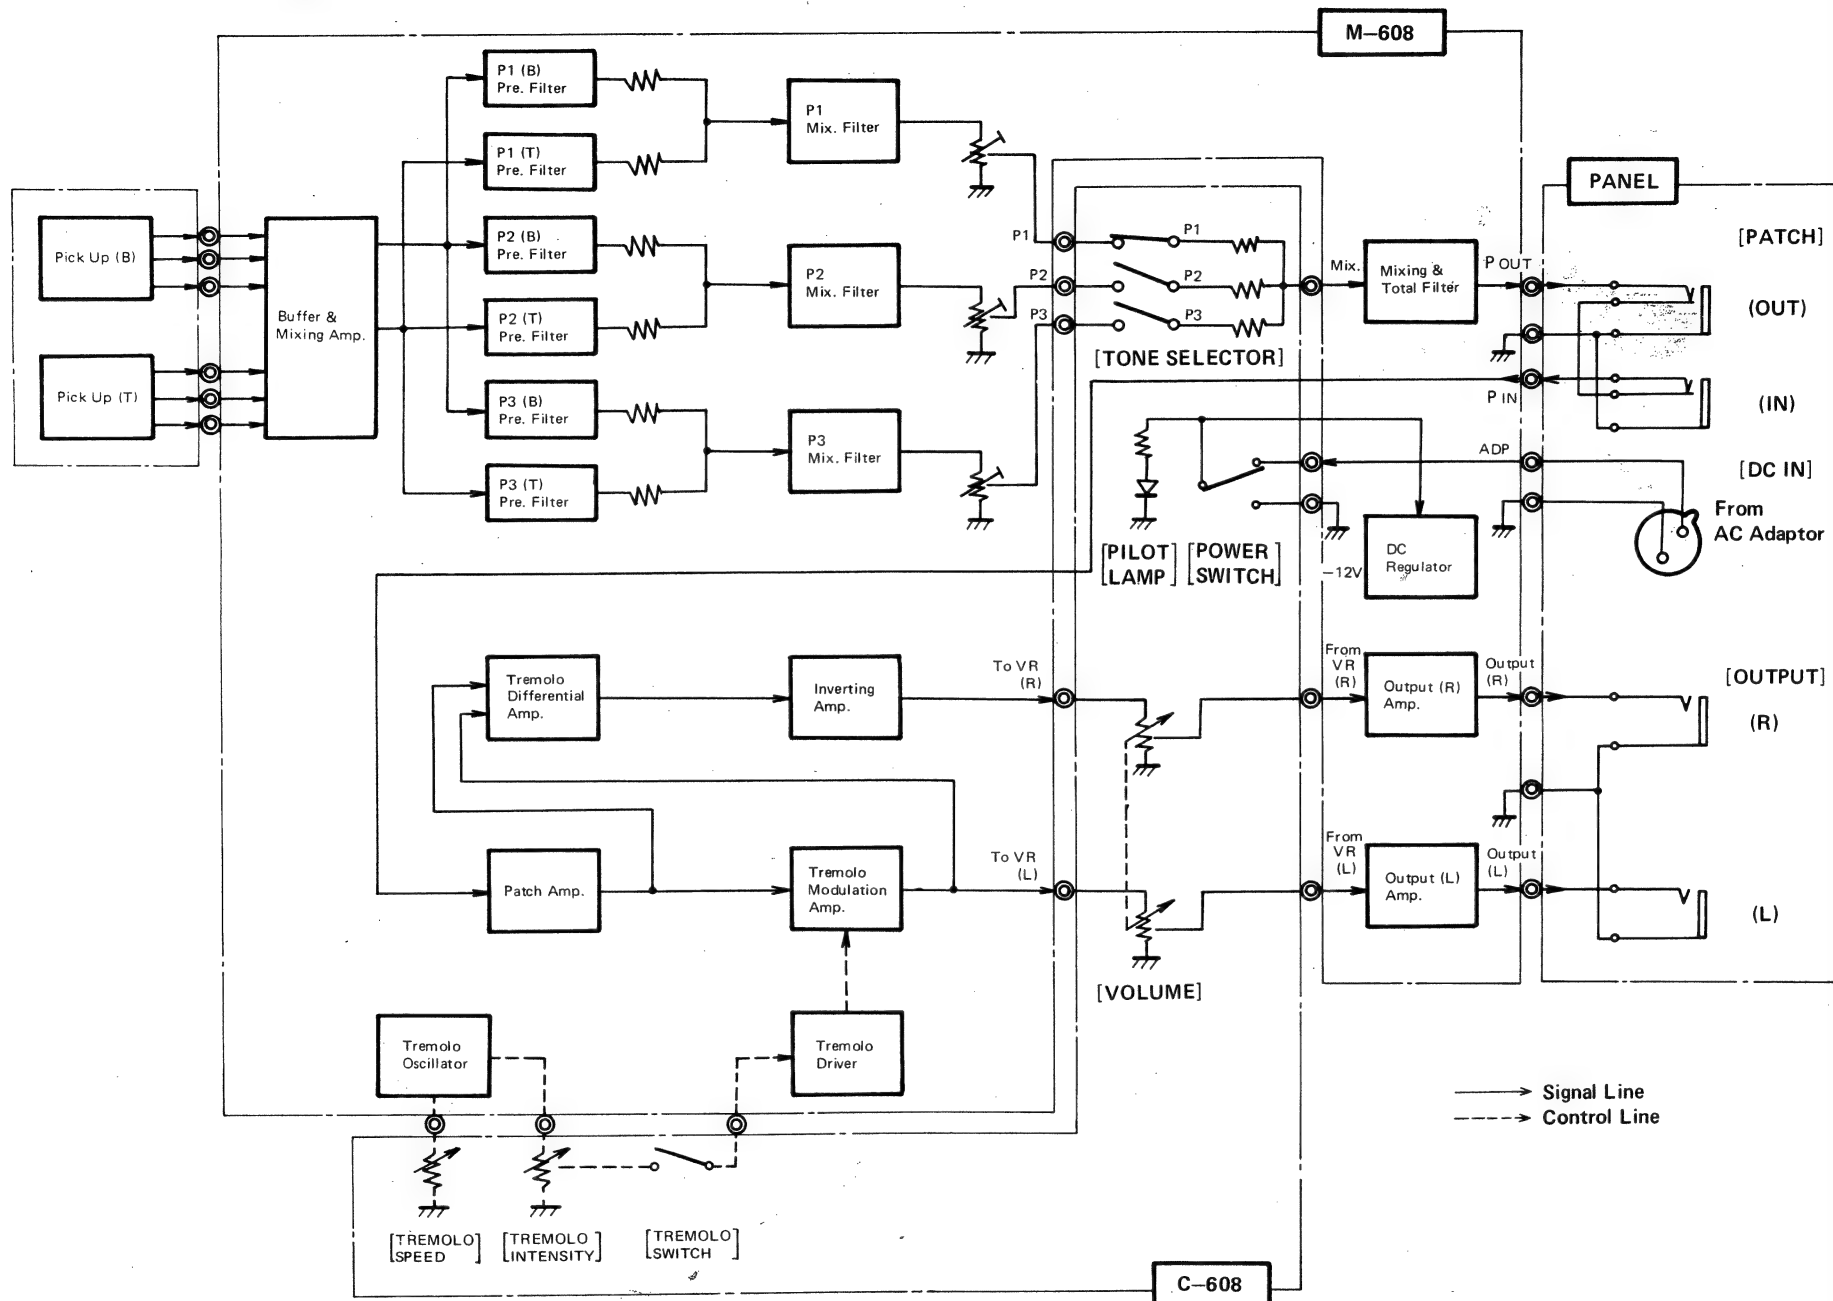 M–608
P1 (B)
Pre. Filter
P1
Mix. Filter
P1 (T)
Pre. Filter
PANEL
[PATCH]
Pick Up (B)
P2 (B)
Pre. Filter
P1
P1
P2
P2
P3
P3
[TONE SELECTOR]
Mix.
Mixing &
Total Filter
P OUT
(OUT)
Buffer &
Mixing Amp.
P2
Mix. Filter
P2 (T)
Pre. Filter
Pick Up (T)
P IN
(IN)
P3 (B)
Pre. Filter
P3
Mix. Filter
ADP
[DC IN]
P3 (T)
Pre. Filter
From
AC Adaptor
[PILOT
LAMP]
[POWER
SWITCH]
–12V
DC
Regulator
Tremolo
Differential
Amp.
Inverting
Amp.
To VR
(R)
From
VR
(R)
Output (R)
Amp.
Output
(R)
[OUTPUT]
(R)
Patch Amp.
Tremolo
Modulation
Amp.
To VR
(L)
From
VR
(L)
Output (L)
Amp.
Output
(L)
(L)
[VOLUME]
Tremolo
Oscillator
Tremolo
Driver
Signal Line
Control Line
[TREMOLO
SPEED]
[TREMOLO
INTENSITY]
[TREMOLO
SWITCH]
C–608